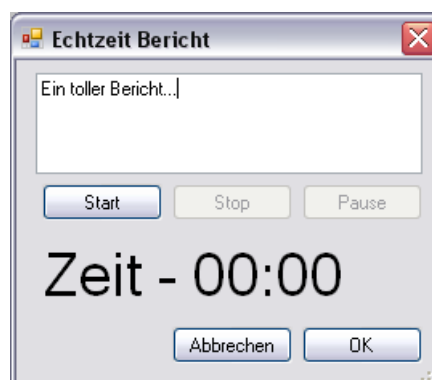 Echtzeit Bericht
Ein toller Bericht...
Start Stop Pause
Zeit - 00:00
Abbrechen OK